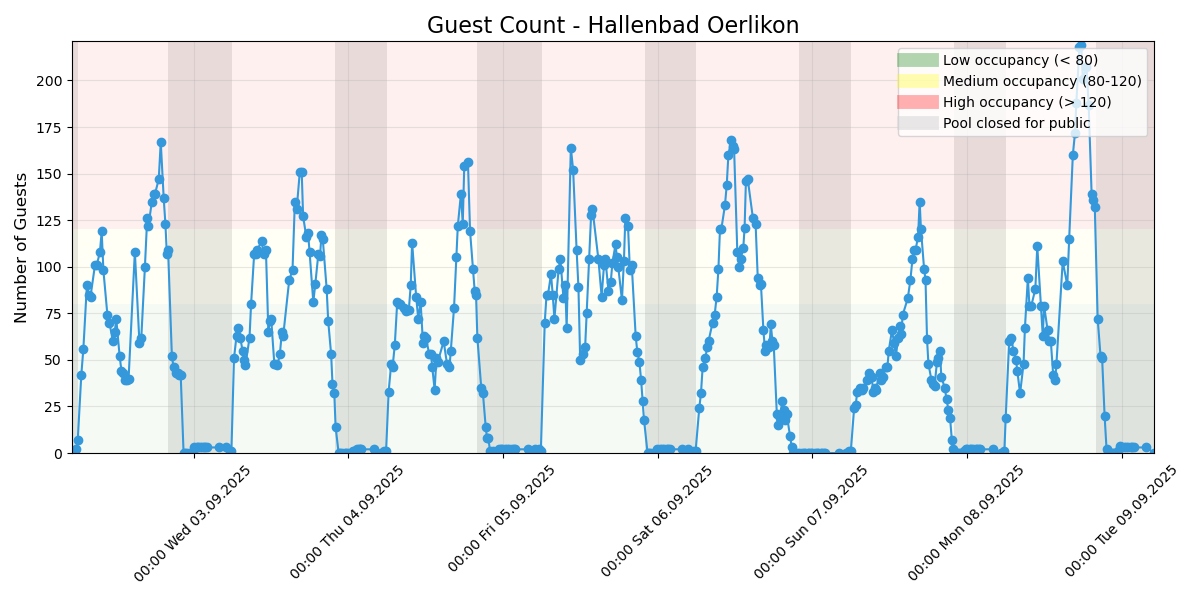 Guest Count - Hallenbad Oerlikon
Number of Guests
200
175
150
125
100
75
50
25
0
Low occupancy (< 80)
Medium occupancy (80-120)
High occupancy (> 120)
Pool closed for public
00:00 Wed 03.09.2025
00:00 Thu 04.09.2025
00:00 Fri 05.09.2025
00:00 Sat 06.09.2025
00:00 Sun 07.09.2025
00:00 Mon 08.09.2025
00:00 Tue 09.09.2025